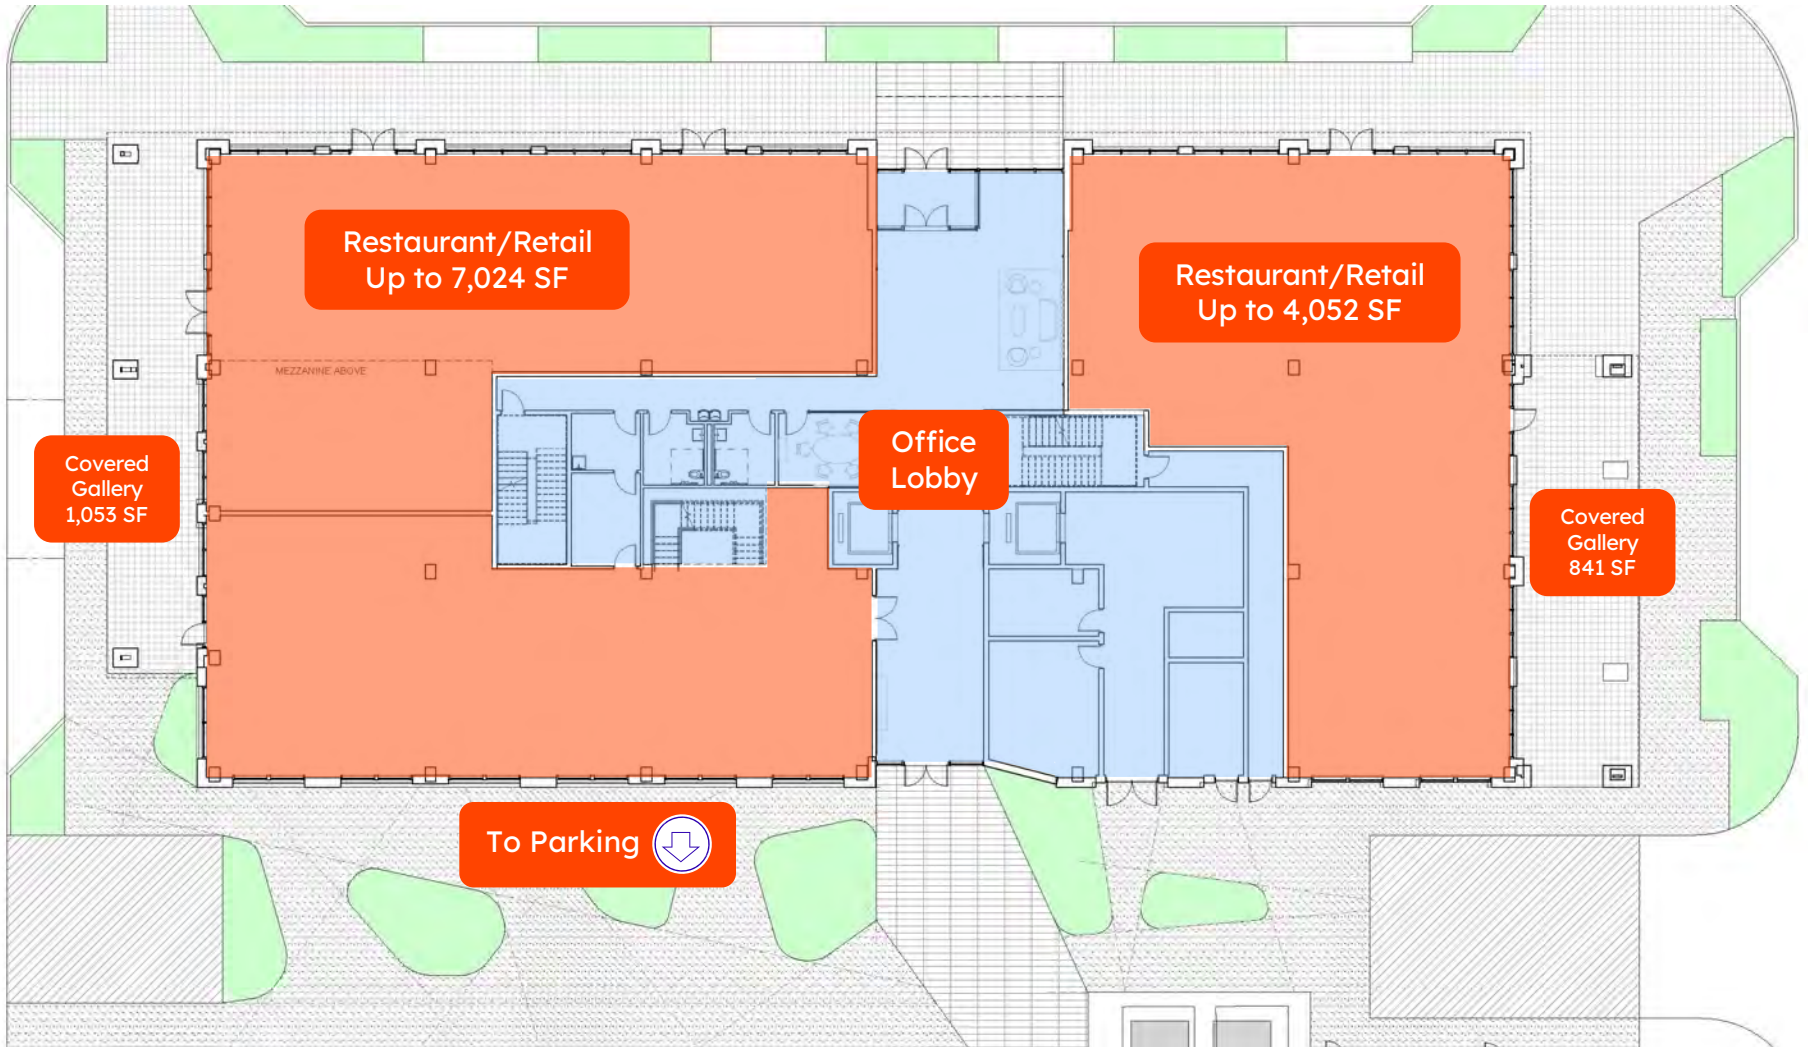 Restaurant/Retail
Up to 7,024 SF
Restaurant/Retail
Up to 4,052 SF
MEZZANINE ABOVE
Office
Lobby
Covered
Gallery
1,053 SF
Covered
Gallery
841 SF
To Parking